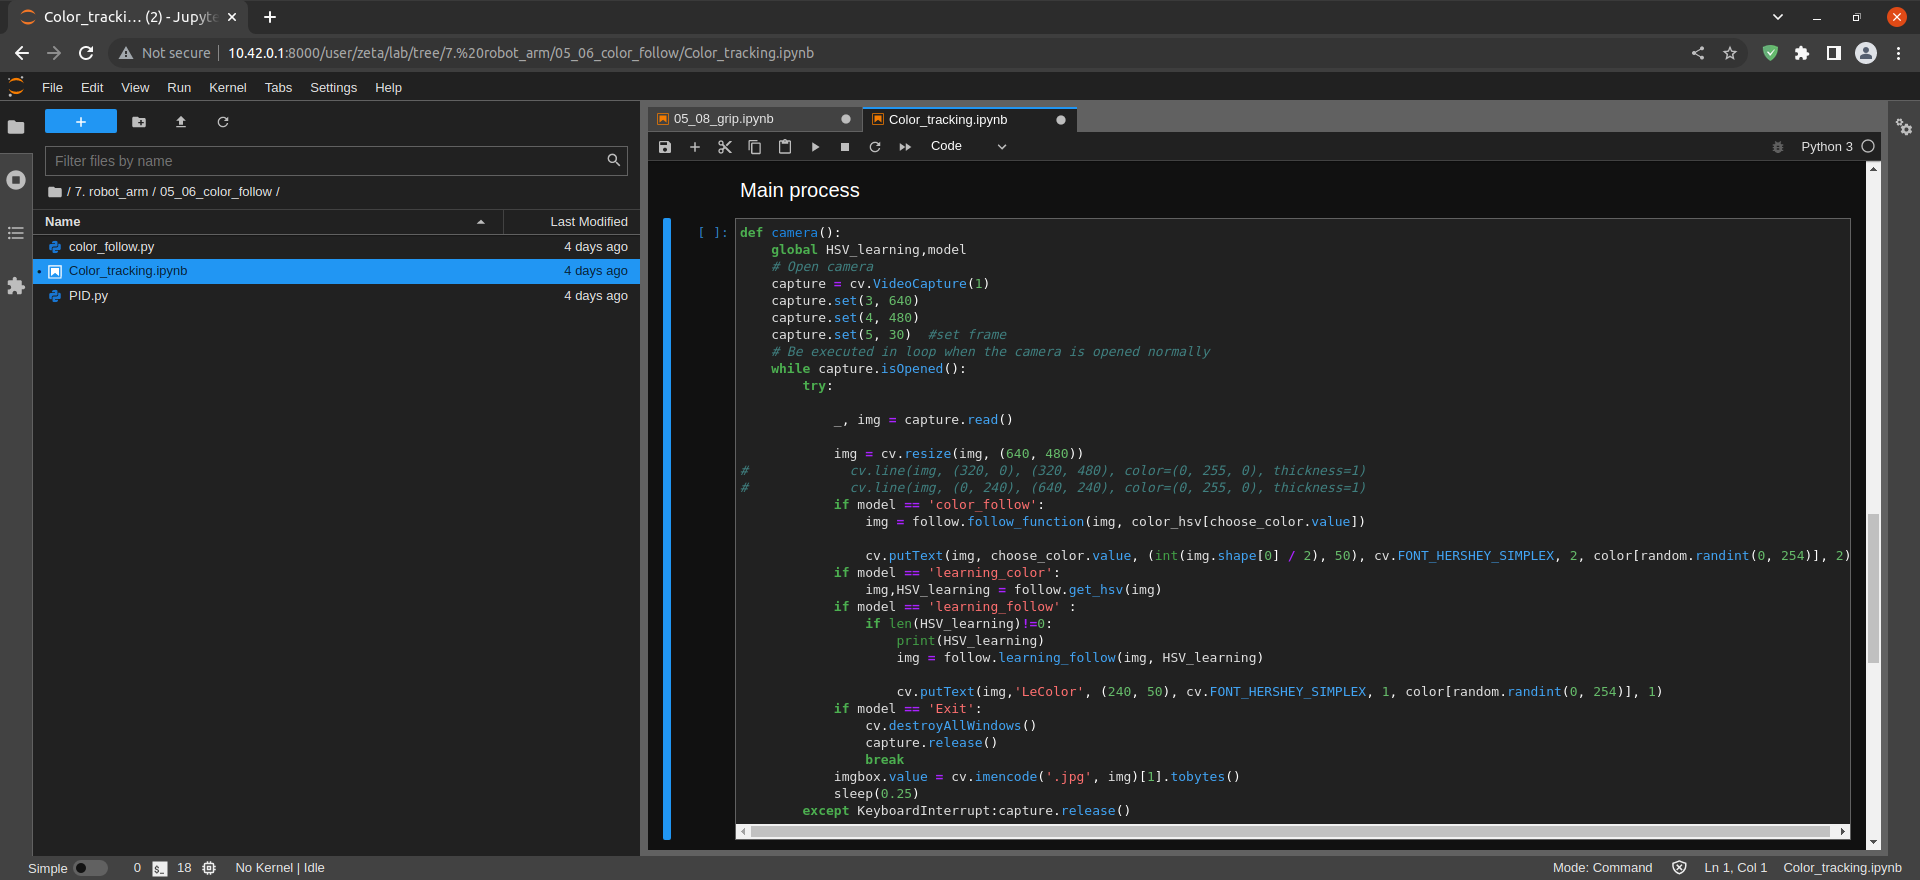 Color_tracki... (2) - Jupyte
Not secure | 10.42.0.1:8000/user/zeta/lab/tree/7.%20robot_arm/05_06_color_follow/Color_tracking.ipynb
File Edit View Run Kernel Tabs Settings Help
Filter files by name
/ 7. robot_arm / 05_06_color_follow /
Name Last Modified
color_follow.py 4 days ago
Color_tracking.ipynb 4 days ago
PID.py 4 days ago
05_08_grip.ipynb Color_tracking.ipynb
Code Python 3
Main process
[ ]: def camera():
global HSV_learning,model
# Open camera
capture = cv.VideoCapture(1)
capture.set(3, 640)
capture.set(4, 480)
capture.set(5, 30)  #set frame
# Be executed in loop when the camera is opened normally
while capture.isOpened():
try:
_, img = capture.read()
img = cv.resize(img, (640, 480))
#             cv.line(img, (320, 0), (320, 480), color=(0, 255, 0), thickness=1)
#             cv.line(img, (0, 240), (640, 240), color=(0, 255, 0), thickness=1)
if model == 'color_follow':
img = follow.follow_function(img, color_hsv[choose_color.value])
cv.putText(img, choose_color.value, (int(img.shape[0] / 2), 50), cv.FONT_HERSHEY_SIMPLEX, 2, color[random.randint(0, 254)], 2)
if model == 'learning_color':
img,HSV_learning = follow.get_hsv(img)
if model == 'learning_follow' :
if len(HSV_learning)!=0:
print(HSV_learning)
img = follow.learning_follow(img, HSV_learning)
cv.putText(img,'LeColor', (240, 50), cv.FONT_HERSHEY_SIMPLEX, 1, color[random.randint(0, 254)], 1)
if model == 'Exit':
cv.destroyAllWindows()
capture.release()
break
imgbox.value = cv.imencode('.jpg', img)[1].tobytes()
sleep(0.25)
except KeyboardInterrupt:capture.release()
Simple 0 $_ 18 No Kernel | Idle Mode: Command Ln 1, Col 1 Color_tracking.ipynb